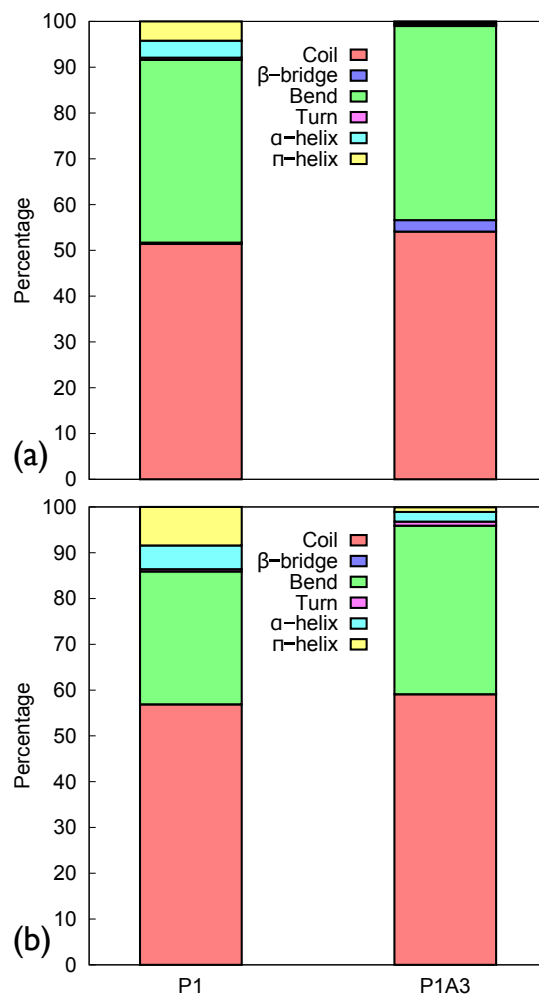 100
90
80
70
60
50
40
30
20
10
0
Percentage
Coil
β−bridge
Bend
Turn
α−helix
π−helix
(a)
100
90
80
70
60
50
40
30
20
10
0
Percentage
Coil
β−bridge
Bend
Turn
α−helix
π−helix
(b)
P1 P1A3